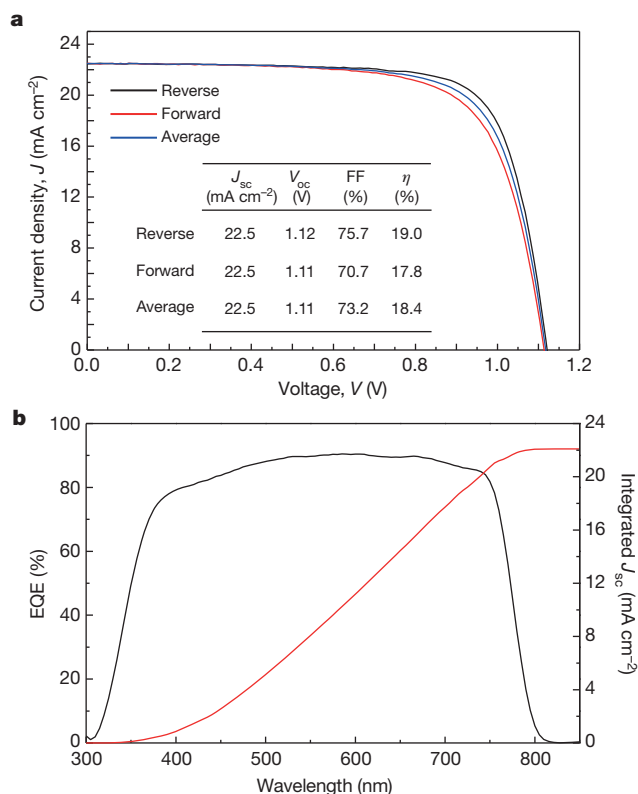 a
Current density, J (mA cm⁻²)
24
20
16
12
8
4
0
Reverse
Forward
Average
Jsc Voc FF η
(mA cm⁻²) (V) (%) (%)
Reverse 22.5 1.12 75.7 19.0
Forward 22.5 1.11 70.7 17.8
Average 22.5 1.11 73.2 18.4
0.0 0.2 0.4 0.6 0.8 1.0 1.2
Voltage, V (V)
b
EQE (%)
100
80
60
40
20
0
24
20
16
12
8
4
0
Integrated Jsc (mA cm⁻²)
300 400 500 600 700 800
Wavelength (nm)